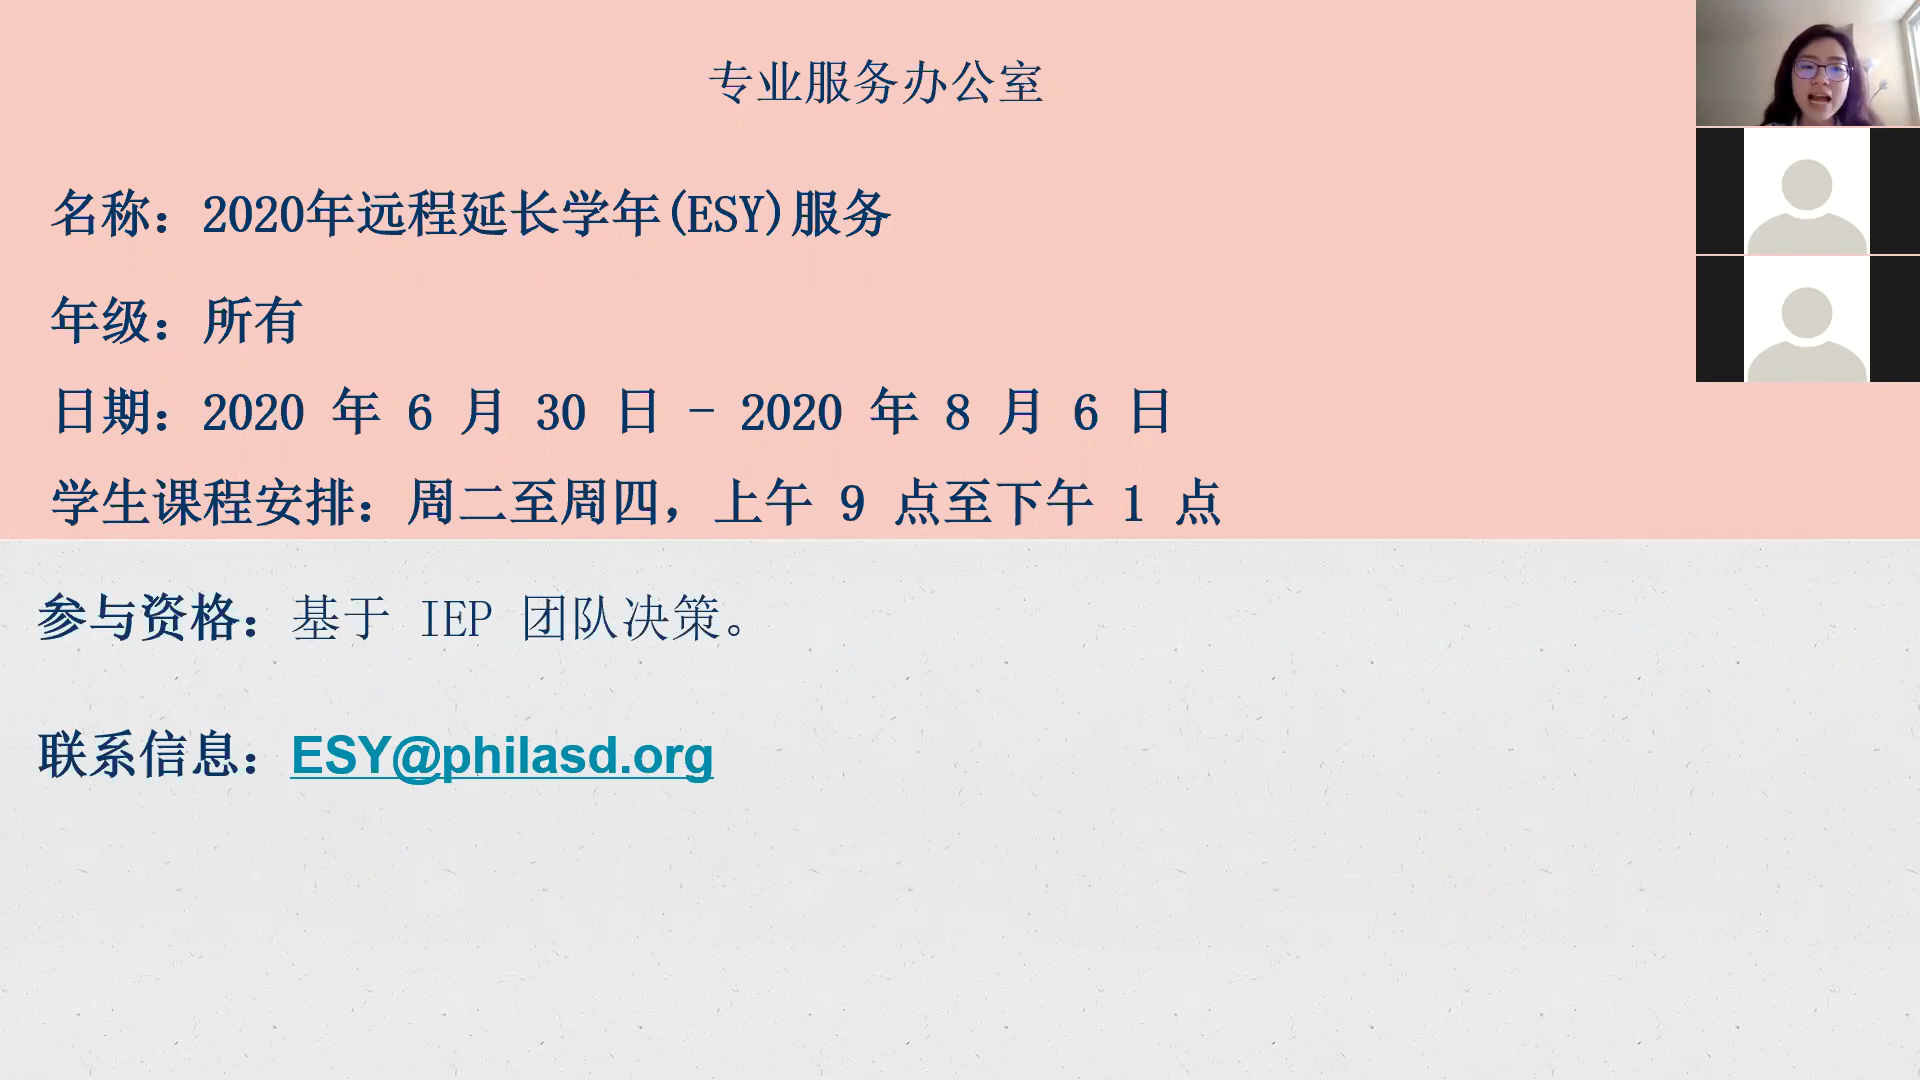 专业服务办公室
名称：2020年远程延长学年(ESY)服务
年级：所有
日期：2020 年 6 月 30 日 - 2020 年 8 月 6 日
学生课程安排：周二至周四，上午 9 点至下午 1 点
参与资格：基于 IEP 团队决策。
联系信息：ESY@philasd.org